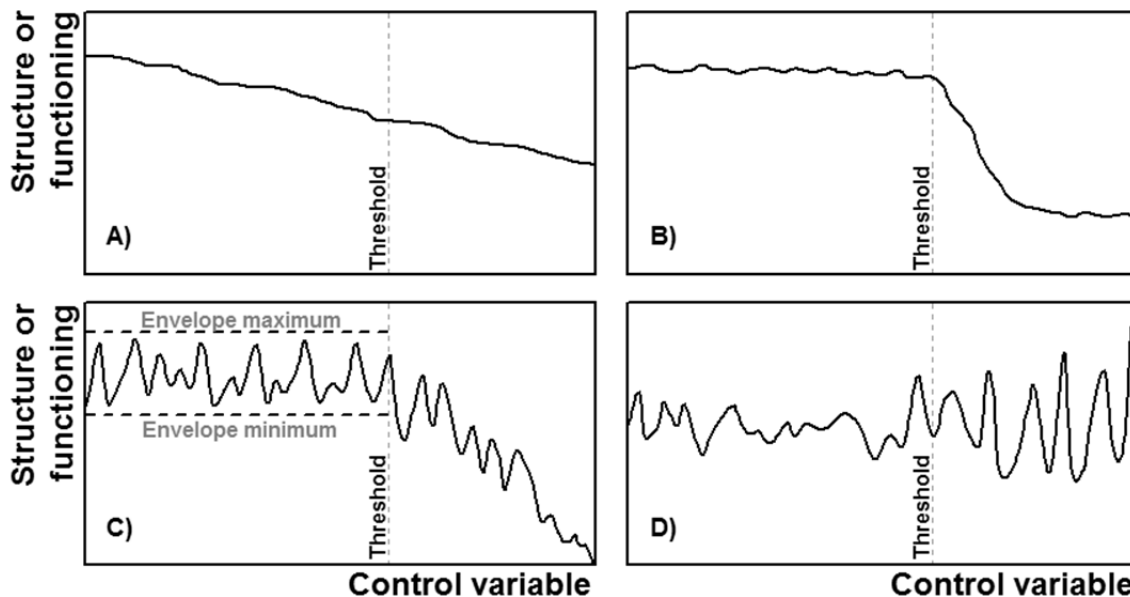 Structure or
functioning
Threshold
A)
Threshold
B)
Structure or
functioning
Envelope maximum
Envelope minimum
Threshold
C)
Threshold
D)
Control variable
Control variable